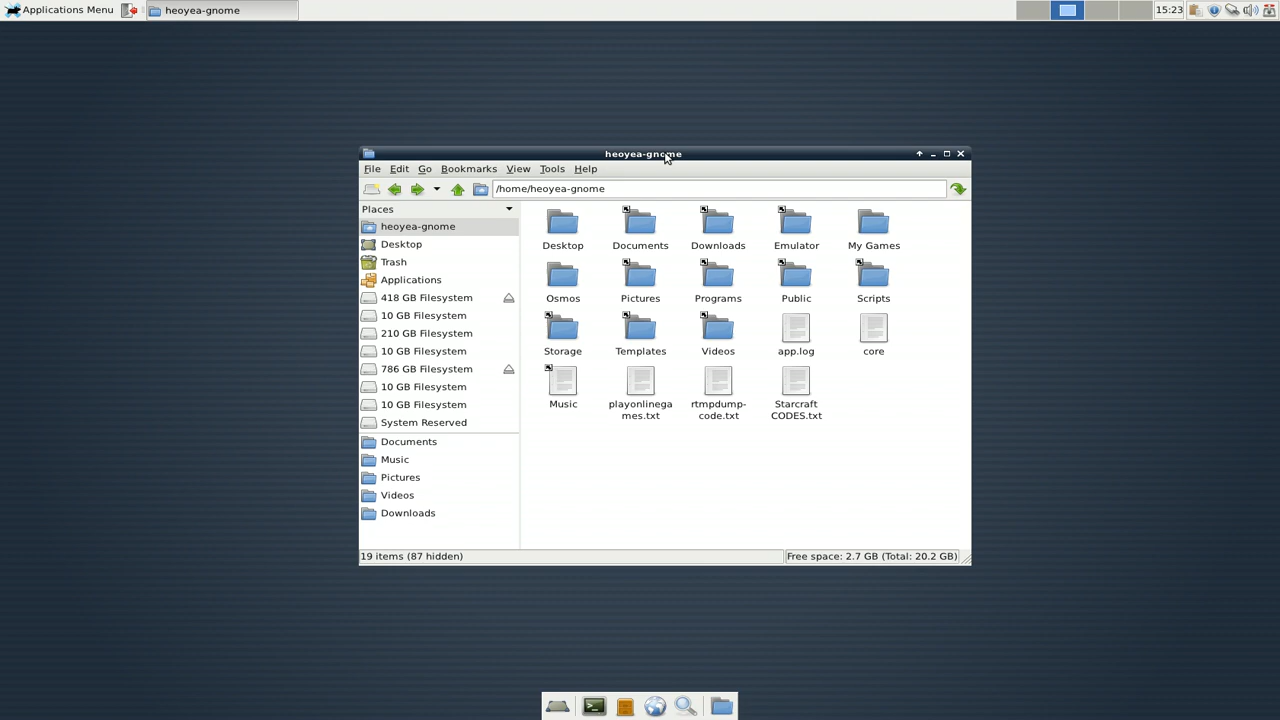 Applications Menu
heoyea-gnome
15:23
heoyea-gnome
File Edit Go Bookmarks View Tools Help
/home/heoyea-gnome
Places
heoyea-gnome
Desktop
Trash
Applications
418 GB Filesystem
10 GB Filesystem
210 GB Filesystem
10 GB Filesystem
786 GB Filesystem
10 GB Filesystem
10 GB Filesystem
System Reserved
Documents
Music
Pictures
Videos
Downloads
Desktop Documents Downloads Emulator My Games
Osmos Pictures Programs Public Scripts
Storage Templates Videos app.log core
Music playonlinega rtmpdump- Starcraft
mes.txt code.txt CODES.txt
19 items (87 hidden)
Free space: 2.7 GB (Total: 20.2 GB)